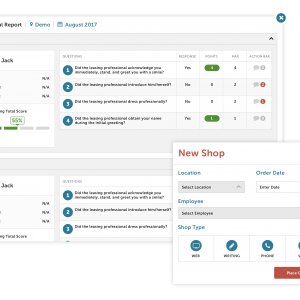 al Report
Demo
August 2017
Jack
QUESTIONS RESPONSE POINTS MAX ACTION BAR
1 Did the leasing professional acknowledge you Yes 4 4
immediately, stand, and greet you with a smile?
2 Did the leasing professional introduce him/herself? No 0 2
3 Did the leasing professional dress professionally? No 0 2
4 Did the leasing professional obtain your name Yes 1 1
during the initial greeting?
N/A
N/A
N/A
N/A
ng Total Score
55%
Jack
QUESTIONS
1 Did the leasing professional acknowledge you
immediately, stand, and greet you with a smile?
2 Did the leasing professional introduce him/herself?
3 Did the leasing professional dress professionally?
4 Did the leasing professional obtain your name
during the initial greeting?
N/A
N/A
N/A
N/A
ng Total Score
New Shop
Location Order Date
Select Location Enter Date
Employee
Select Employee
Shop Type
WEB WRITING PHONE
Place O